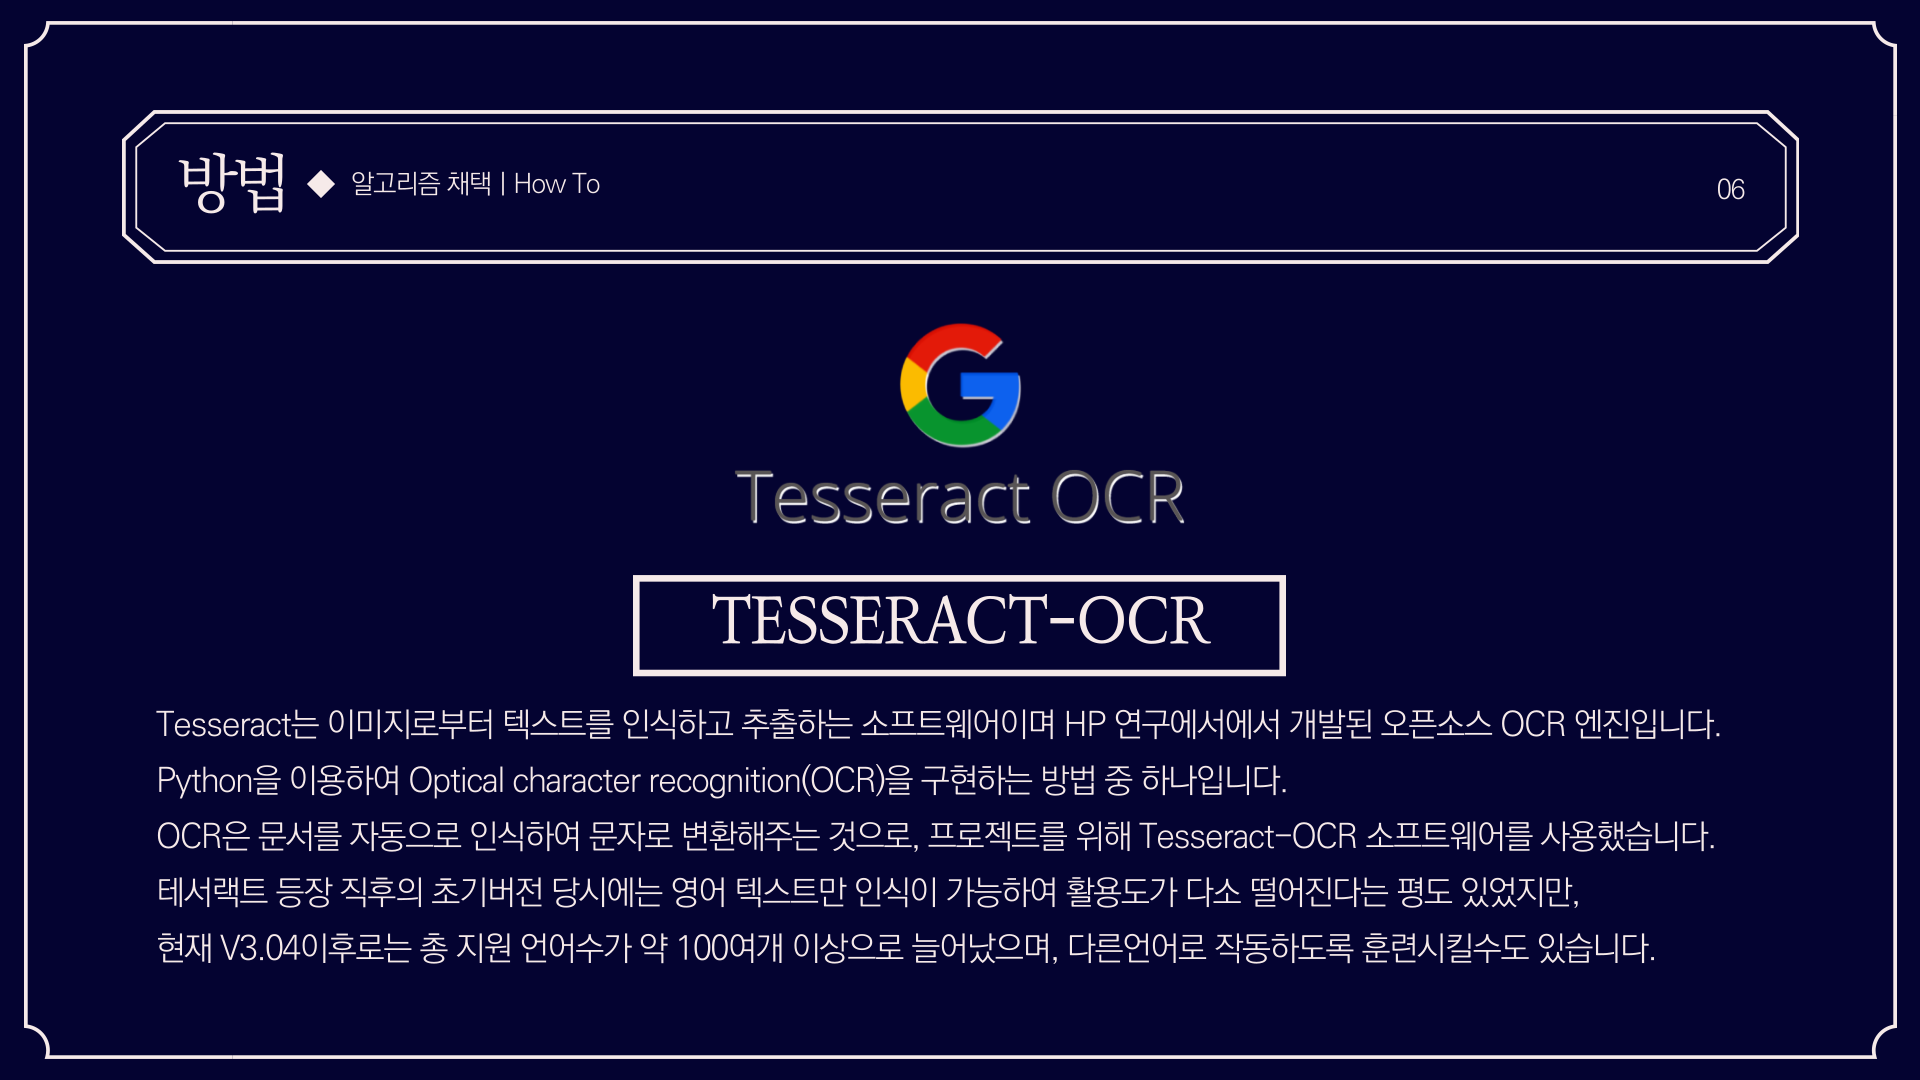 방법 ◆ 알고리즘 채택 | How To
06
Tesseract OCR
TESSERACT-OCR
Tesseract는 이미지로부터 텍스트를 인식하고 추출하는 소프트웨어이며 HP 연구에서에서 개발된 오픈소스 OCR 엔진입니다.
Python을 이용하여 Optical character recognition(OCR)을 구현하는 방법 중 하나입니다.
OCR은 문서를 자동으로 인식하여 문자로 변환해주는 것으로, 프로젝트를 위해 Tesseract-OCR 소프트웨어를 사용했습니다.
테서랙트 등장 직후의 초기버전 당시에는 영어 텍스트만 인식이 가능하여 활용도가 다소 떨어진다는 평도 있었지만,
현재 V3.04이후로는 총 지원 언어수가 약 100여개 이상으로 늘어났으며, 다른언어로 작동하도록 훈련시킬수도 있습니다.